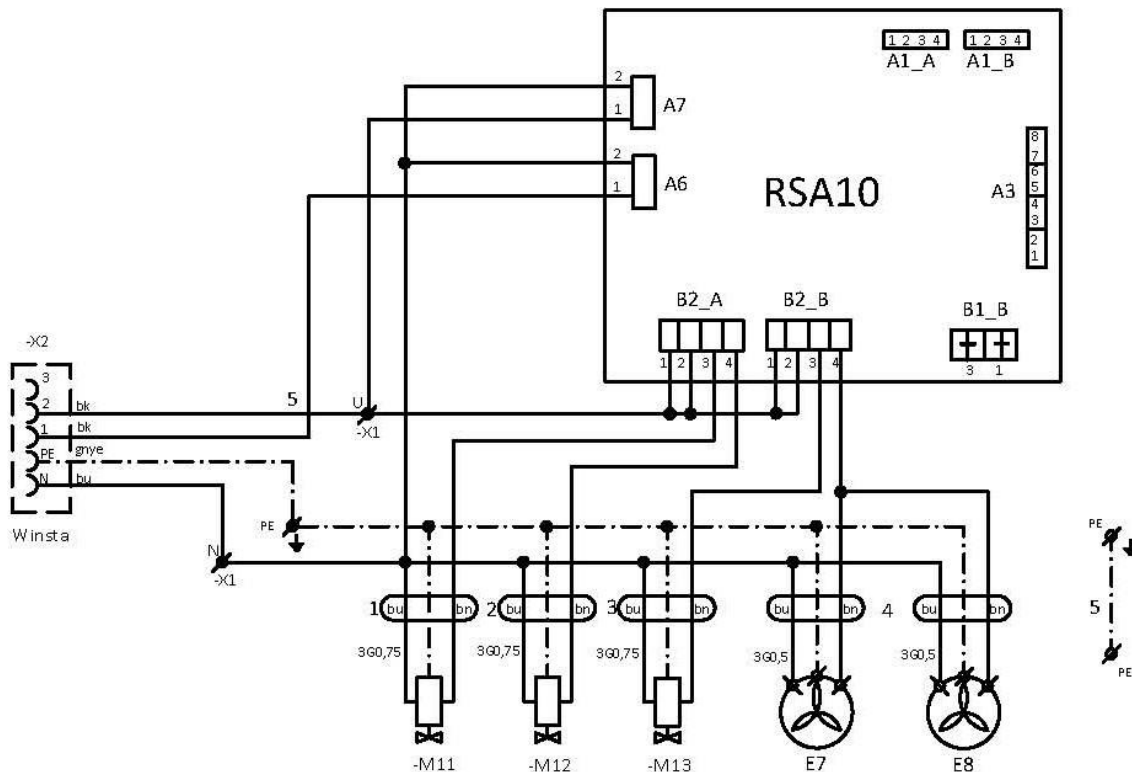 1 2 3 4
1 2 3 4
A1_A
A1_B
2
1
A7
2
1
A6
RSA10
A3
8
7
6
5
4
3
2
1
B2_A
B2_B
B1_B
1 2 3 4
1 2 3 4
3 1
-X2
3
2 bk
1 bk
PE gnye
N bu
Winsta
5
U
-X1
PE
N
-X1
PE
5
PE
1 bu bn
2 bu bn
3 bu bn
bu bn
4 bu bn
3G0,75
3G0,75
3G0,75
3G0,5
3G0,5
-M11
-M12
-M13
E7
E8